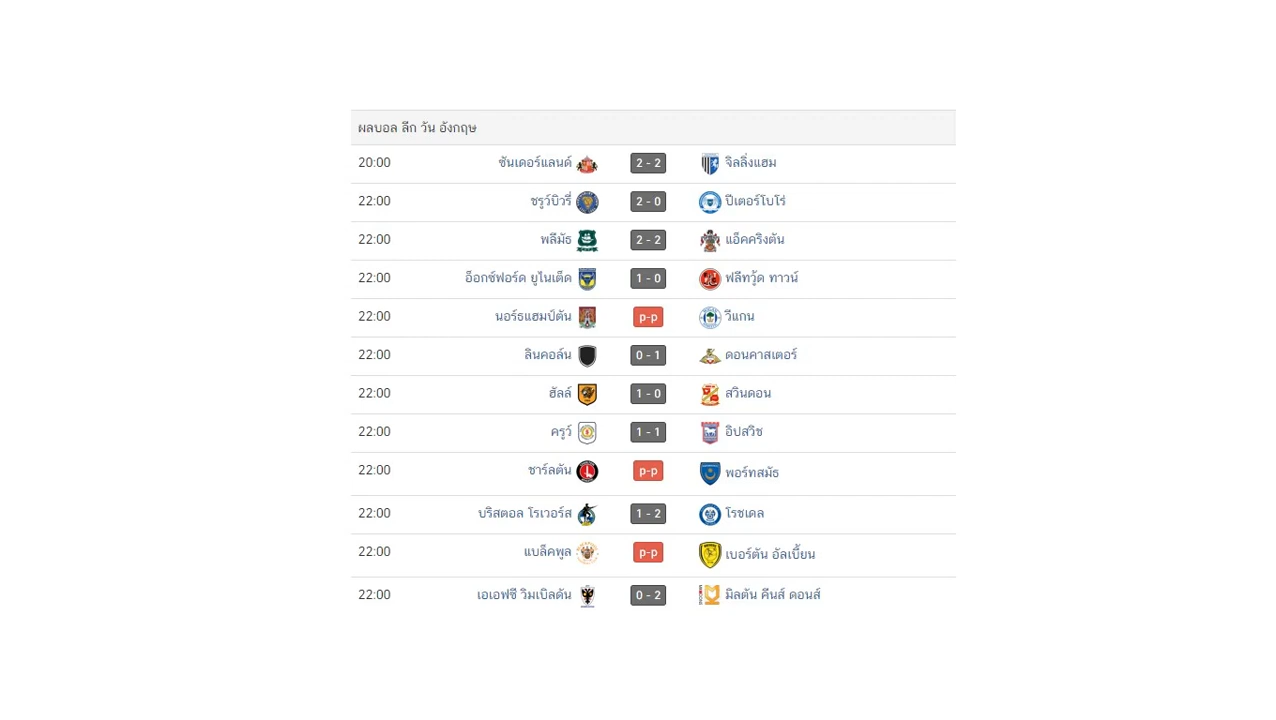 ผลบอล ลีก วัน อังกฤษ
20:00 ซันเดอร์แลนด์ 2 - 2 จิลลิ่งแฮม
22:00 ชรูว์บิวรี่ 2 - 0 ปีเตอร์โบโร่
22:00 พลีมัธ 2 - 2 แอ็คคริงตัน
22:00 อ็อกซ์ฟอร์ด ยูไนเต็ด 1 - 0 ฟลีทวู้ด ทาวน์
22:00 นอร์ธแฮมป์ตัน p-p วีแกน
22:00 ลินคอล์น 0 - 1 ดอนคาสเตอร์
22:00 ฮัลล์ 1 - 0 สวินดอน
22:00 ครูว์ 1 - 1 อิปสวิช
22:00 ชาร์ลตัน p-p พอร์ทสมัธ
22:00 บริสตอล โรเวอร์ส 1 - 2 โรชเดล
22:00 แบล็คพูล p-p เบอร์ตัน อัลเบี้ยน
22:00 เอเอฟซี วิมเบิลดัน 0 - 2 มิลตัน คีนส์ ดอนส์